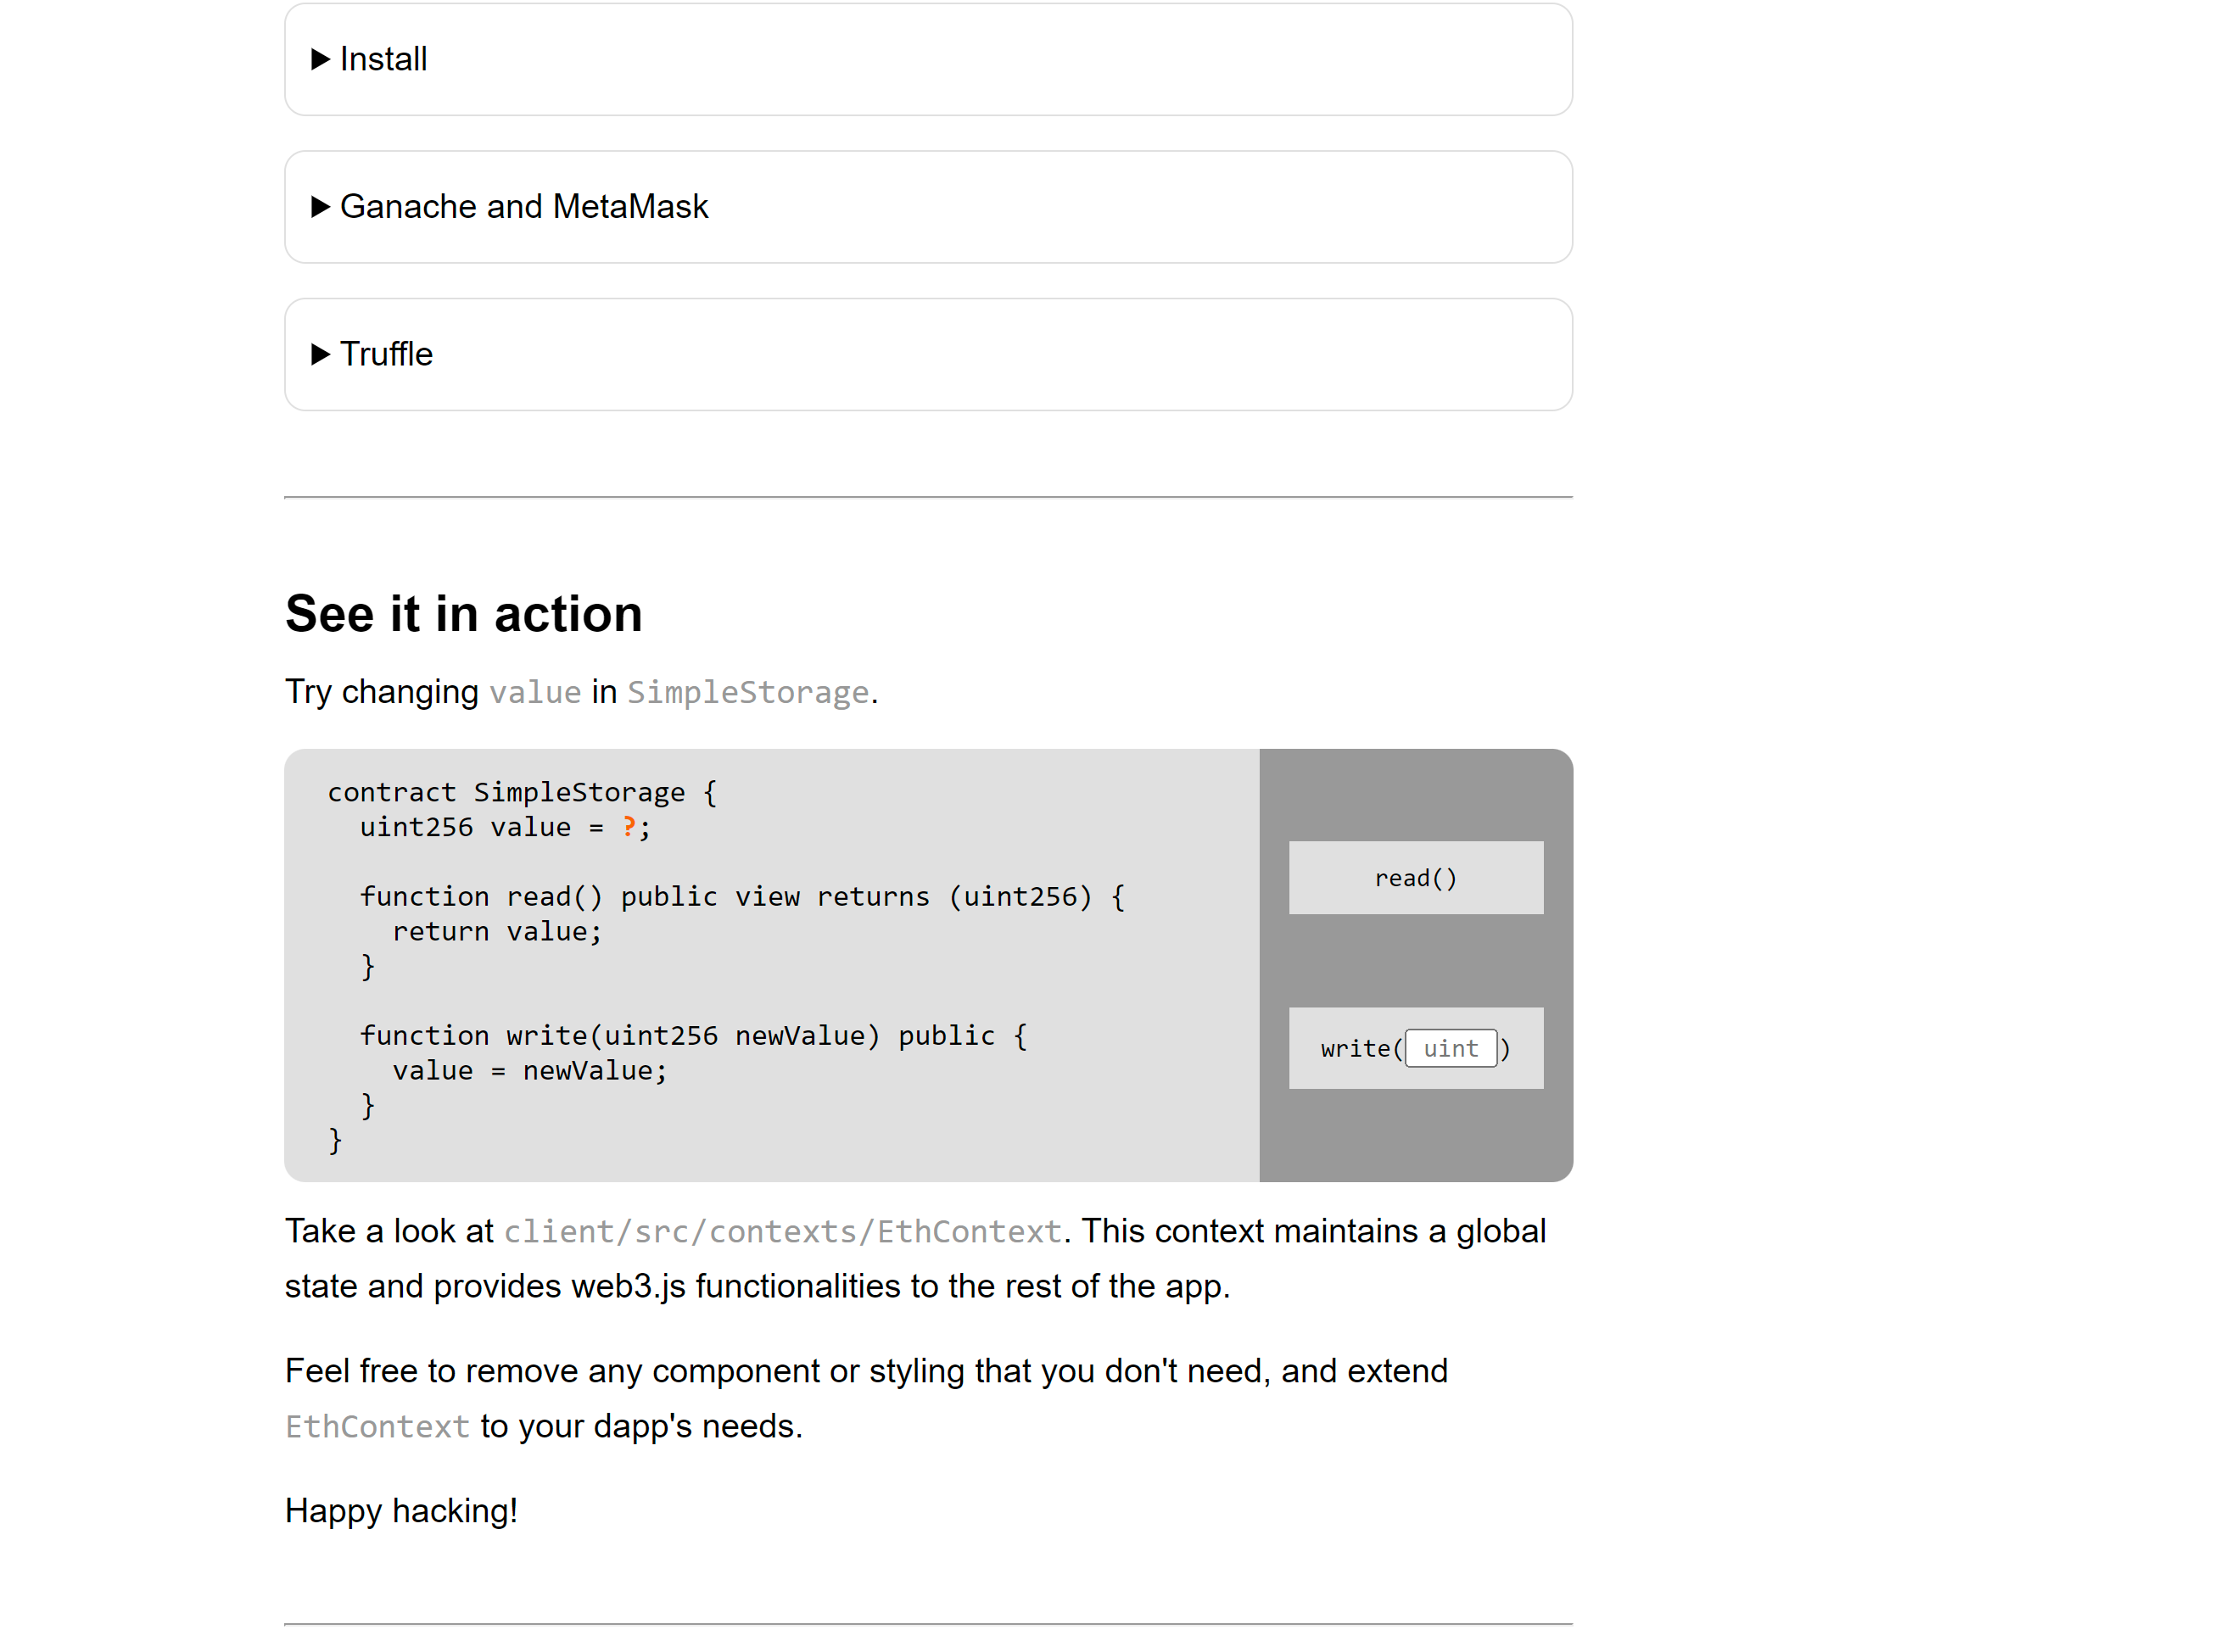 Install
Ganache and MetaMask
Truffle
See it in action
Try changing value in SimpleStorage.
contract SimpleStorage {
  uint256 value = ?;
  function read() public view returns (uint256) {
    return value;
  }
  function write(uint256 newValue) public {
    value = newValue;
  }
}
read()
write( uint )
Take a look at client/src/contexts/EthContext. This context maintains a global
state and provides web3.js functionalities to the rest of the app.
Feel free to remove any component or styling that you don't need, and extend
EthContext to your dapp's needs.
Happy hacking!